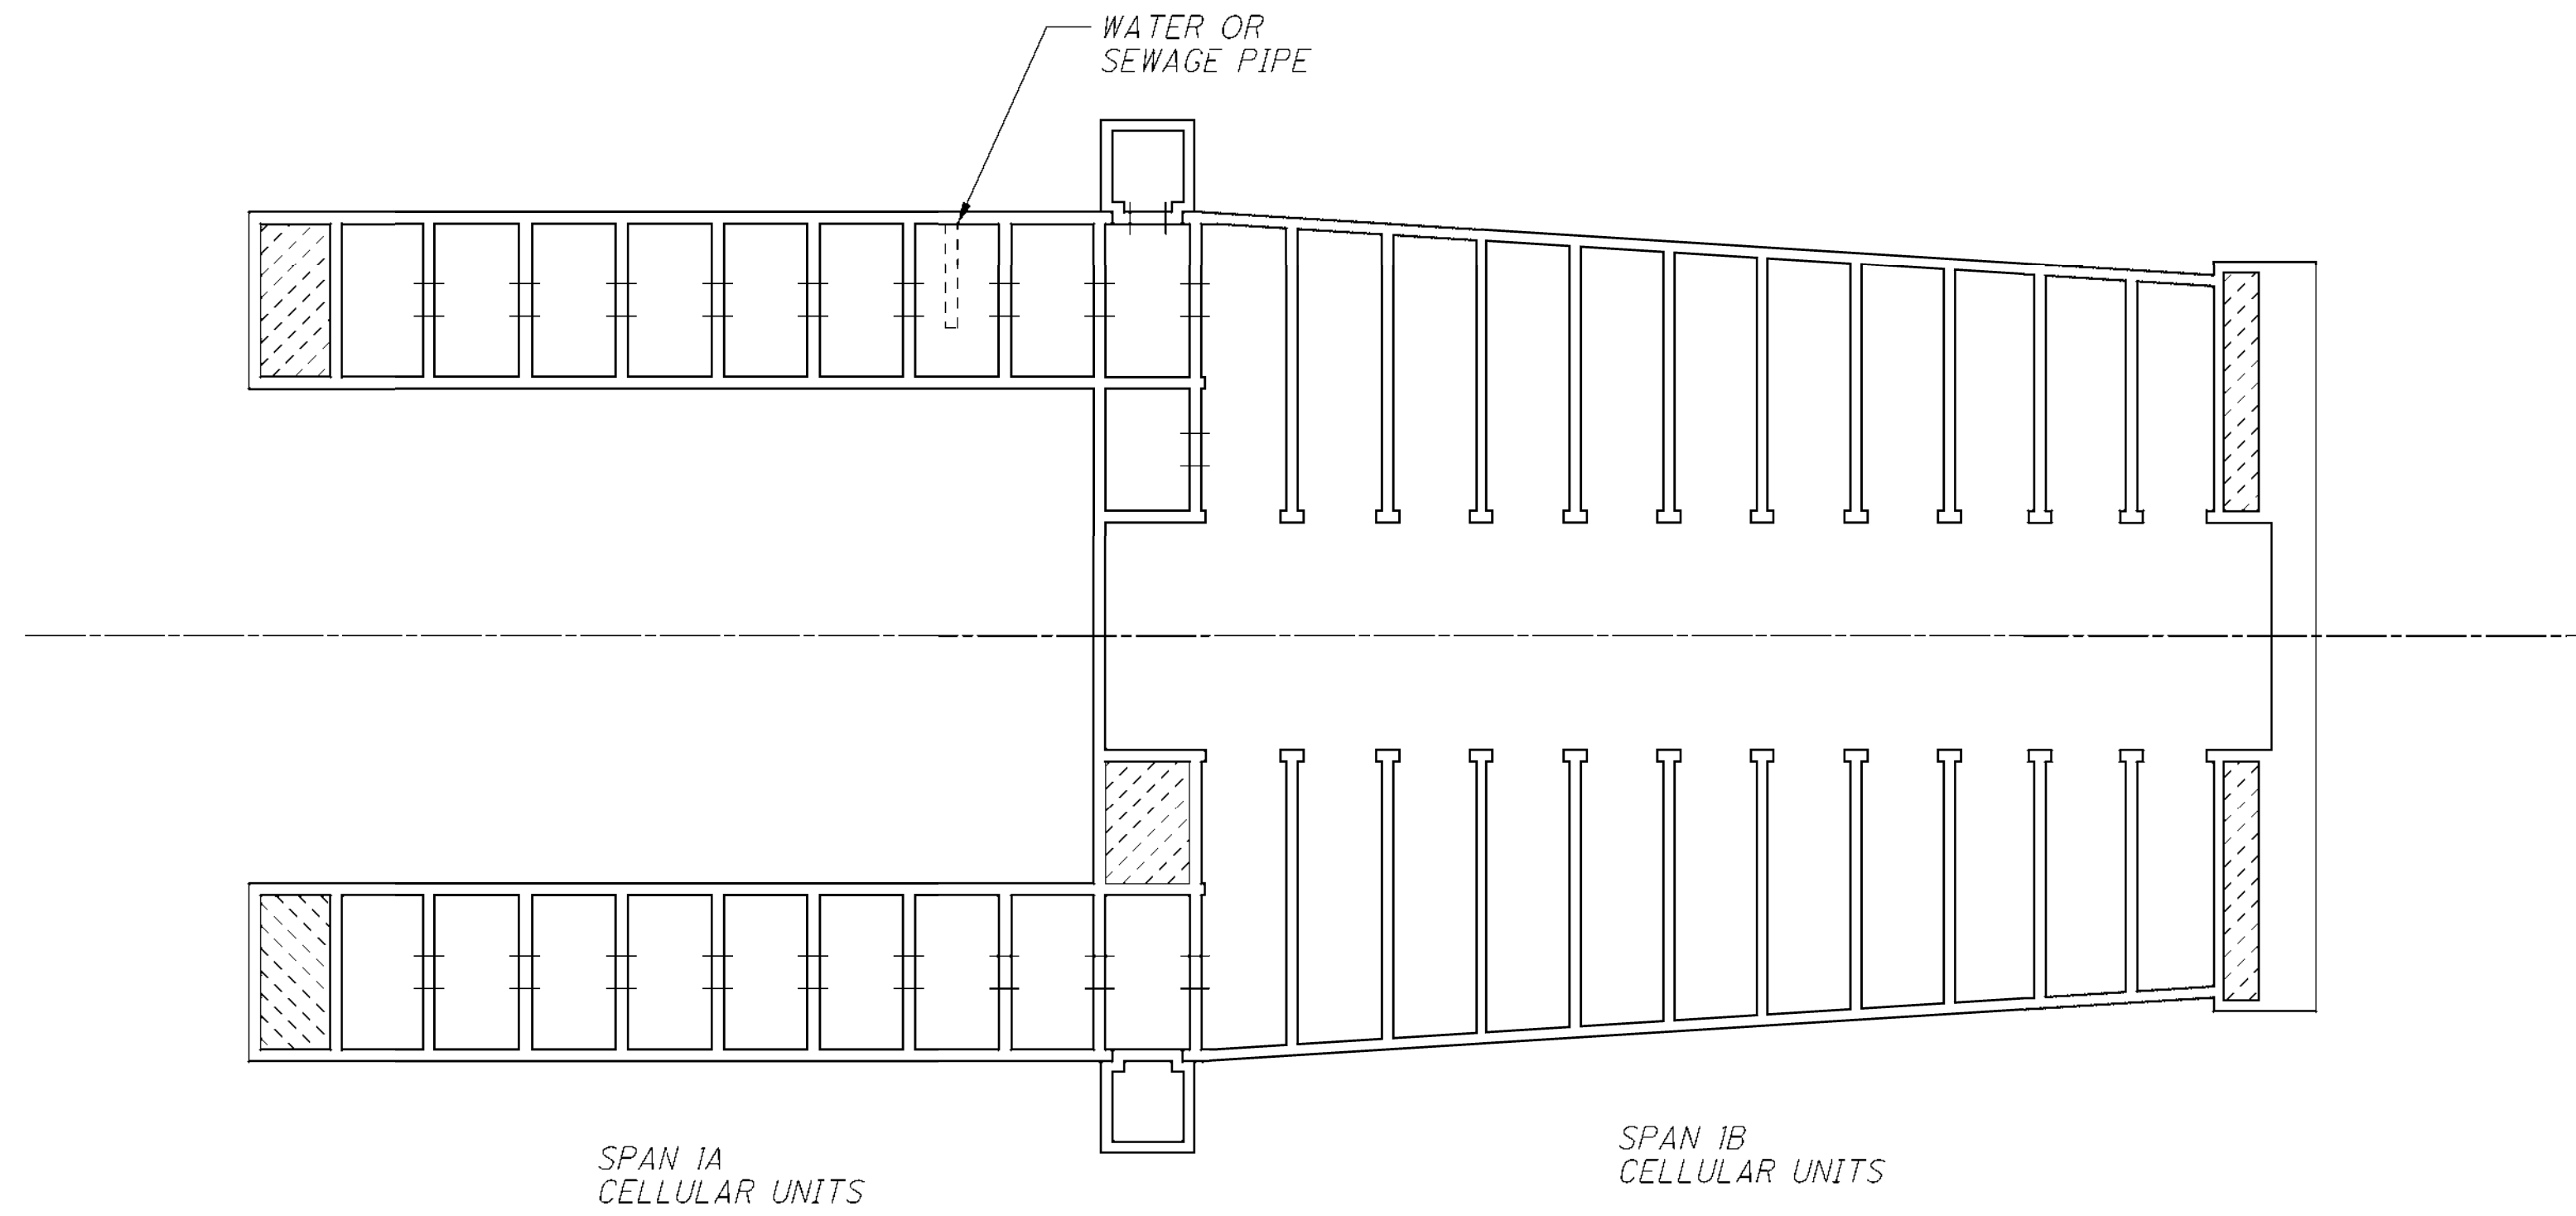 WATER OR
SEWAGE PIPE
SPAN 1A
CELLULAR UNITS
SPAN 1B
CELLULAR UNITS